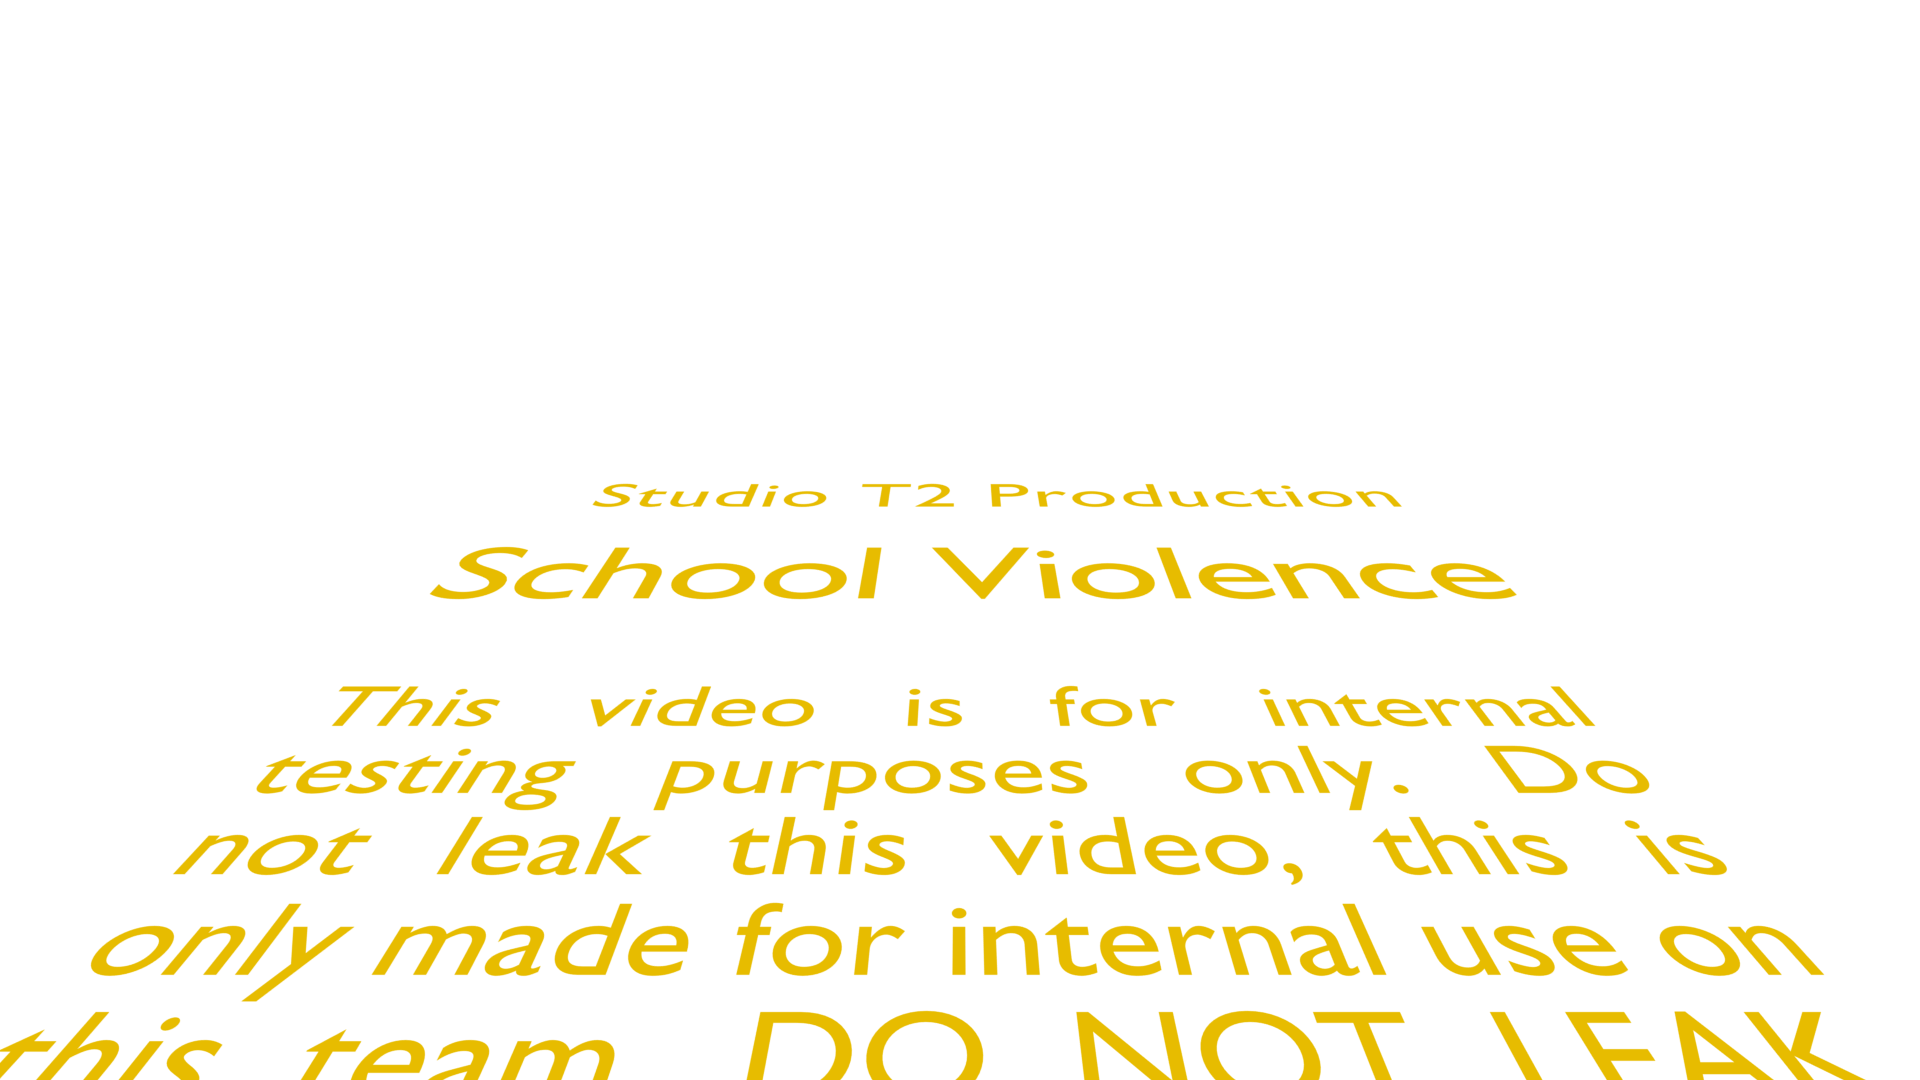 Studio T2 Production
School Violence
This video is for internal
testing purposes only. Do
not leak this video, this is
only made for internal use on
this team. DO NOT LEAK